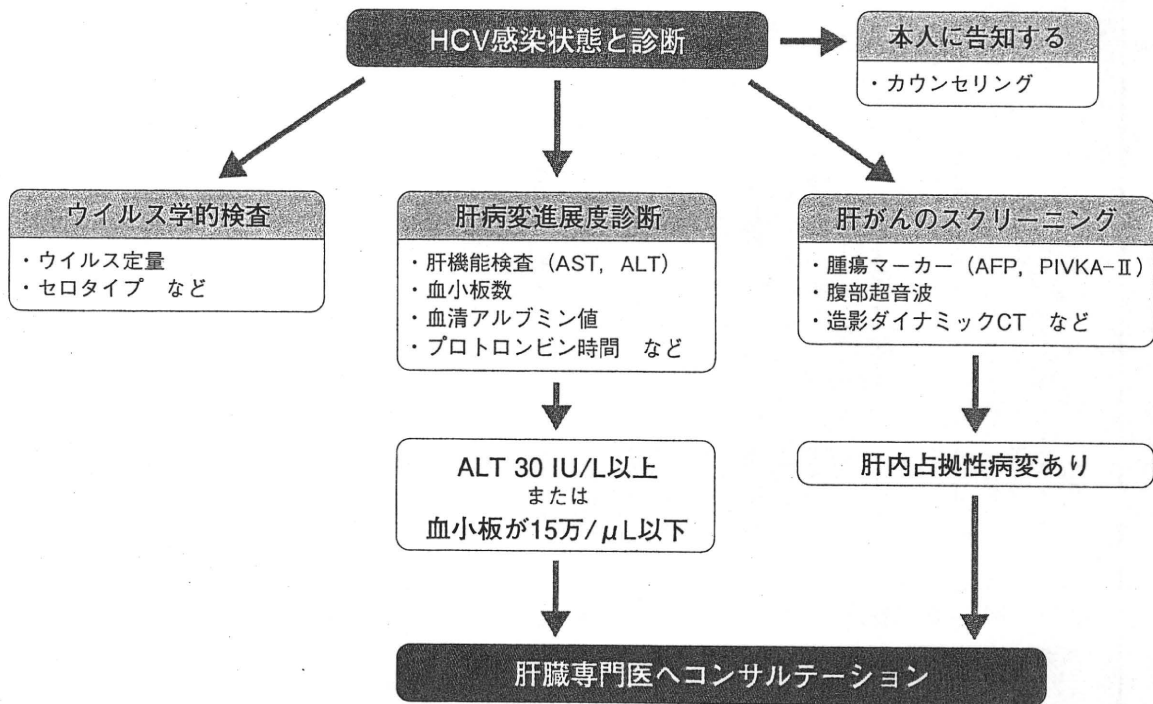 HCV感染状態と診断
本人に告知する
・カウンセリング
ウイルス学的検査
・ウイルス定量
・セロタイプ　など
肝病変進展度診断
・肝機能検査（AST，ALT）
・血小板数
・血清アルブミン値
・プロトロンビン時間　など
肝がんのスクリーニング
・腫瘍マーカー（AFP，PIVKA-Ⅱ）
・腹部超音波
・造影ダイナミックCT　など
ALT 30 IU/L以上
または
血小板が15万/μL以下
肝内占拠性病変あり
肝臓専門医へコンサルテーション